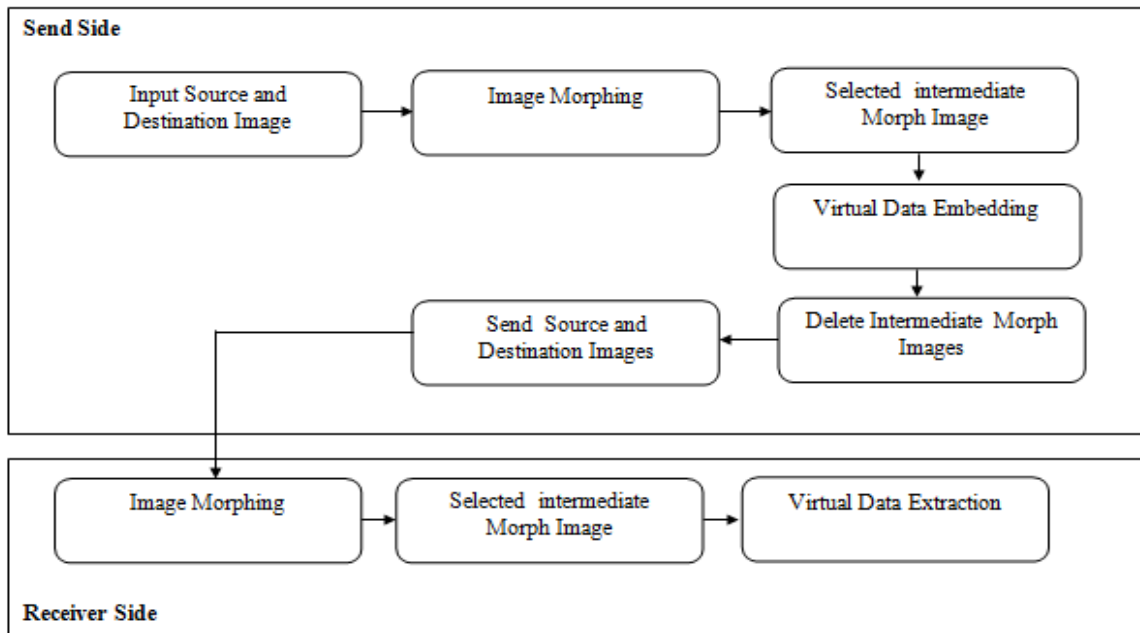 Send Side
Input Source and
Destination Image
Image Morphing
Selected intermediate
Morph Image
Virtual Data Embedding
Delete Intermediate Morph
Images
Send Source and
Destination Images
Image Morphing
Selected intermediate
Morph Image
Virtual Data Extraction
Receiver Side